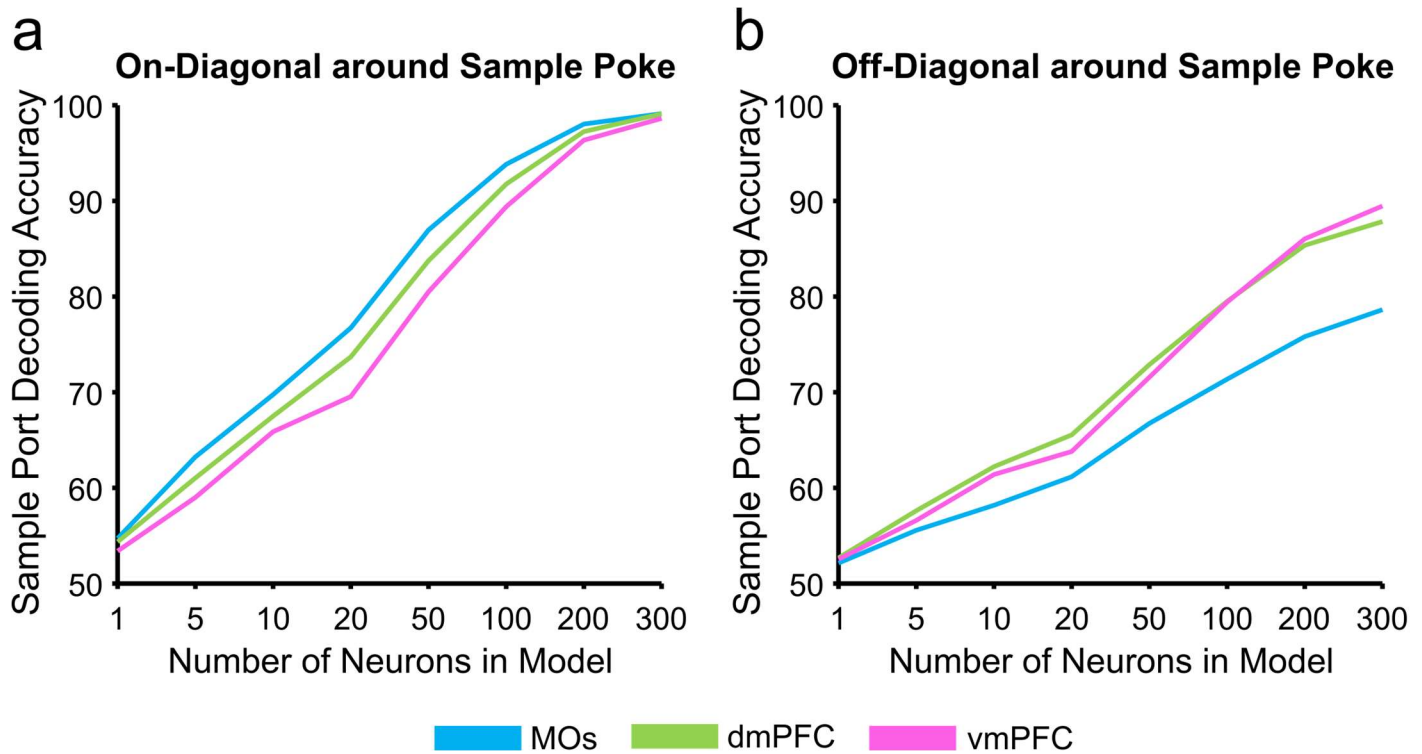 a
On-Diagonal around Sample Poke
Sample Port Decoding Accuracy
100
90
80
70
60
50
1 5 10 20 50 100 200 300
Number of Neurons in Model
b
Off-Diagonal around Sample Poke
Sample Port Decoding Accuracy
100
90
80
70
60
50
1 5 10 20 50 100 200 300
Number of Neurons in Model
MOs dmPFC vmPFC